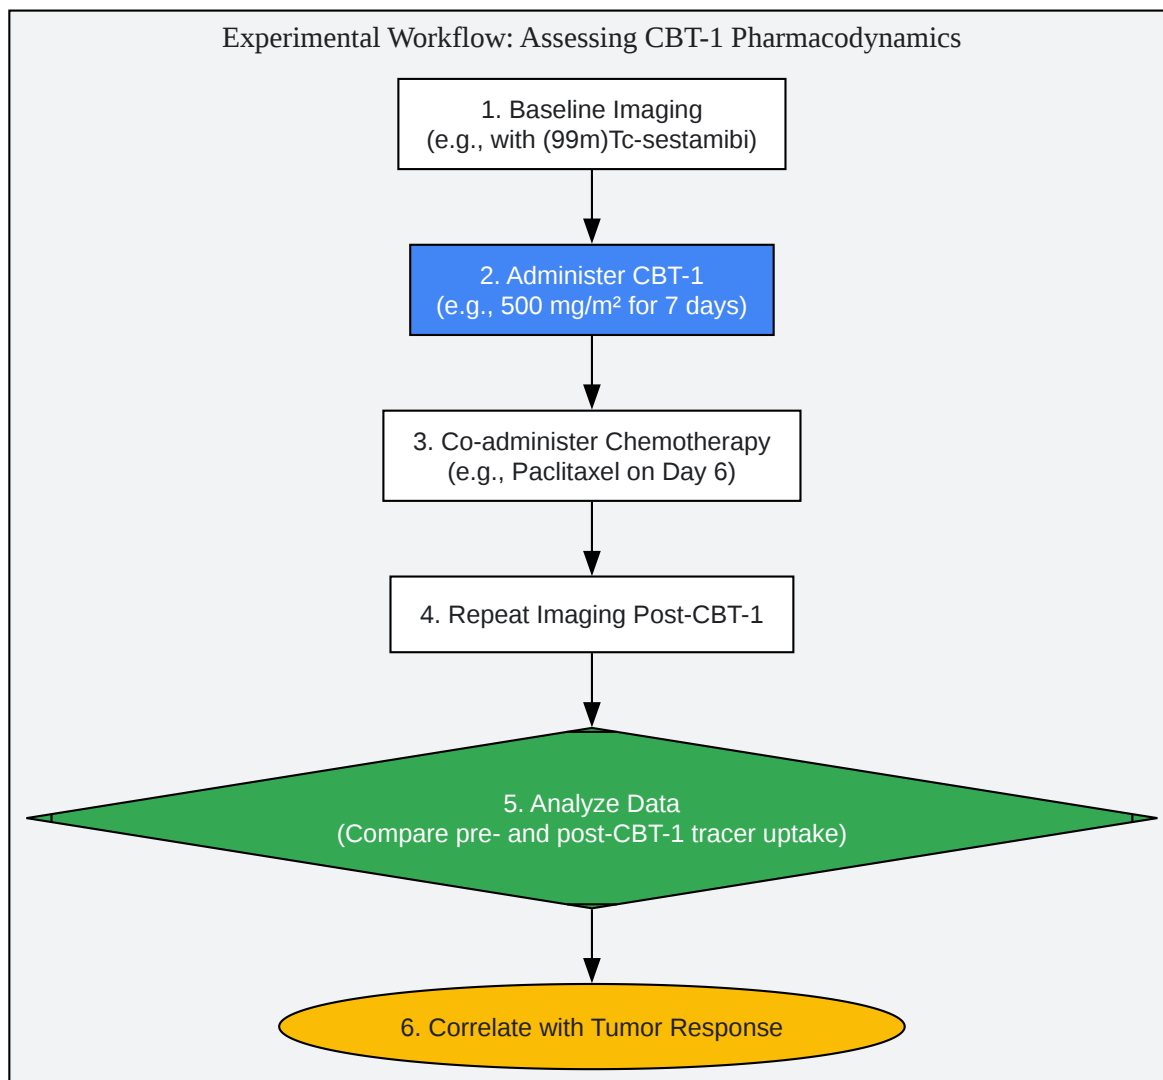 Experimental Workflow: Assessing CBT-1 Pharmacodynamics
1. Baseline Imaging
(e.g., with (99m)Tc-sestamibi)
2. Administer CBT-1
(e.g., 500 mg/m² for 7 days)
3. Co-administer Chemotherapy
(e.g., Paclitaxel on Day 6)
4. Repeat Imaging Post-CBT-1
5. Analyze Data
(Compare pre- and post-CBT-1 tracer uptake)
6. Correlate with Tumor Response